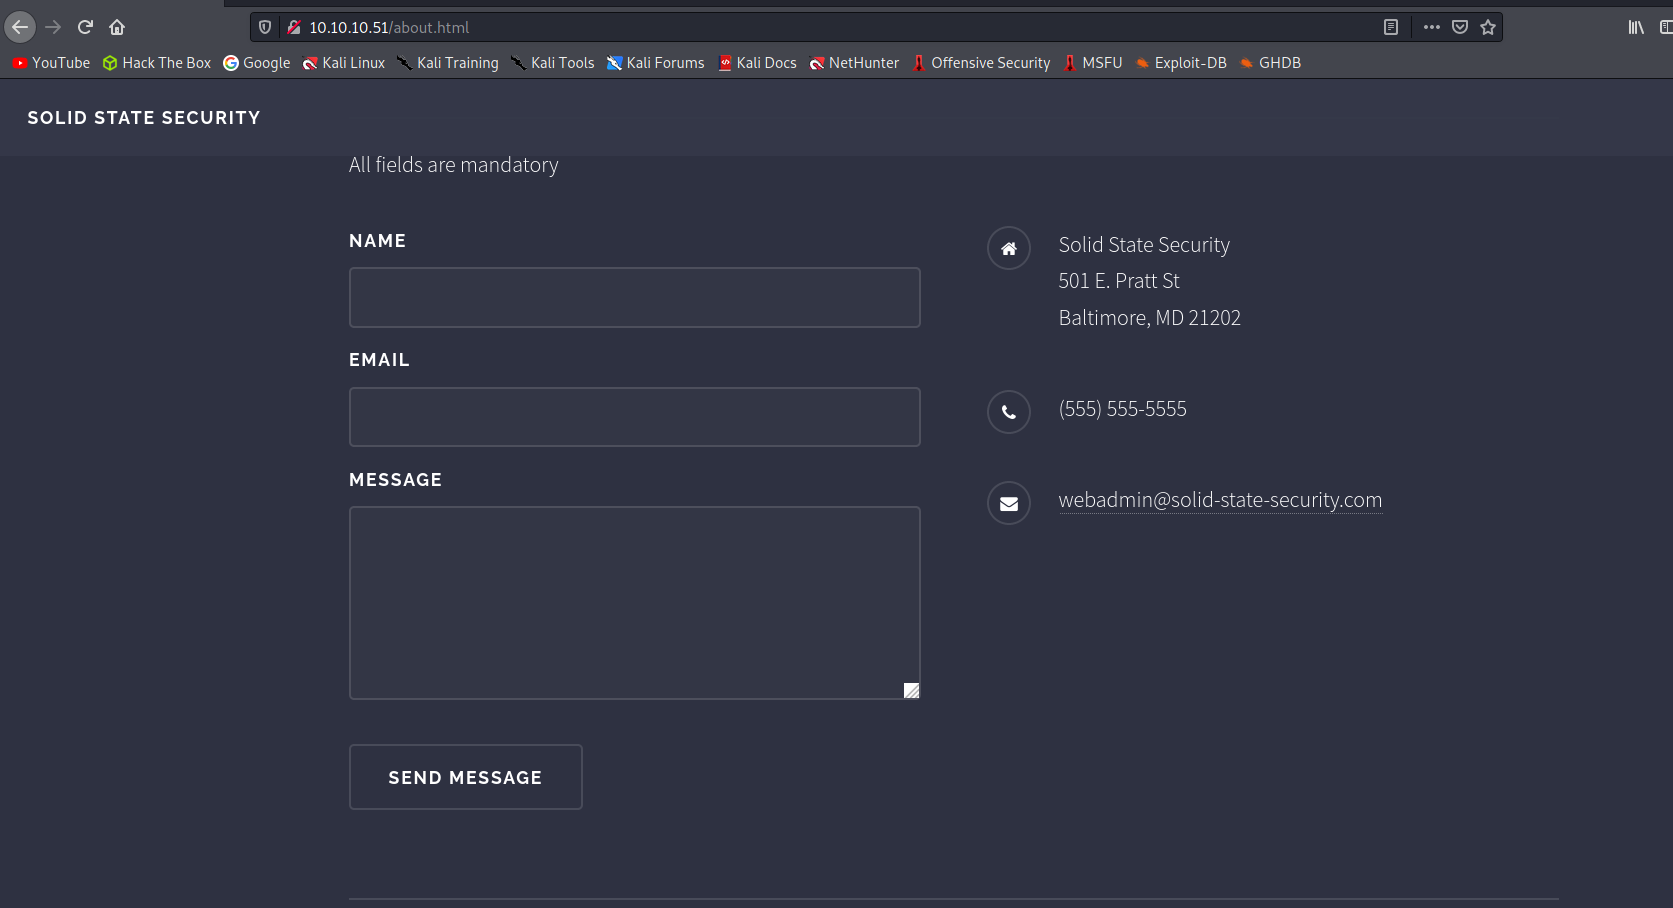 10.10.10.51/about.html
YouTube Hack The Box Google Kali Linux Kali Training Kali Tools Kali Forums Kali Docs NetHunter Offensive Security MSFU Exploit-DB GHDB
SOLID STATE SECURITY
All fields are mandatory
NAME
EMAIL
MESSAGE
SEND MESSAGE
Solid State Security
501 E. Pratt St
Baltimore, MD 21202
(555) 555-5555
webadmin@solid-state-security.com